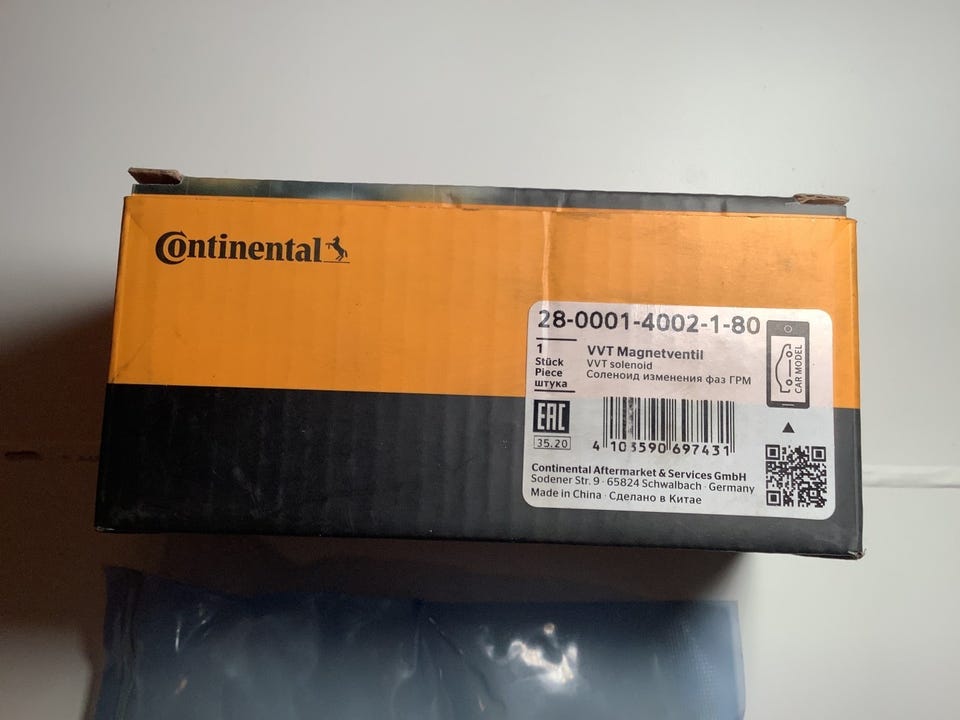 Continental
28-0001-4002-1-80
1
Stück
Piece
штука
VVT Magnetventil
VVT solenoid
Соленоид изменения фаз ГРМ
CAR MODEL
EAC
35.20
4 103590 697431
Continental Aftermarket & Services GmbH
Sodener Str. 9 · 65824 Schwalbach · Germany
Made in China · Сделано в Китае